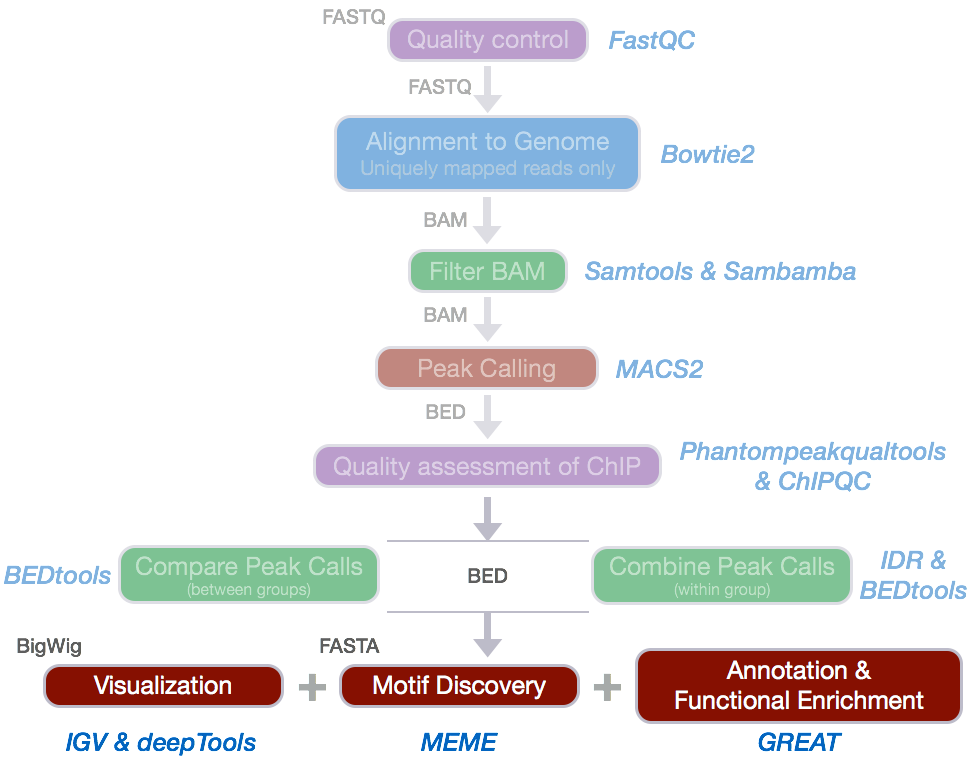 FASTQ
Quality control
FastQC
FASTQ
Alignment to Genome
Uniquely mapped reads only
Bowtie2
BAM
Filter BAM
Samtools & Sambamba
BAM
Peak Calling
MACS2
BED
Quality assessment of ChIP
Phantompeakqualtools
& ChIPQC
BEDtools
Compare Peak Calls
(between groups)
BED
Combine Peak Calls
(within group)
IDR &
BEDtools
BigWig
Visualization
IGV & deepTools
+
FASTA
Motif Discovery
MEME
+
Annotation &
Functional Enrichment
GREAT